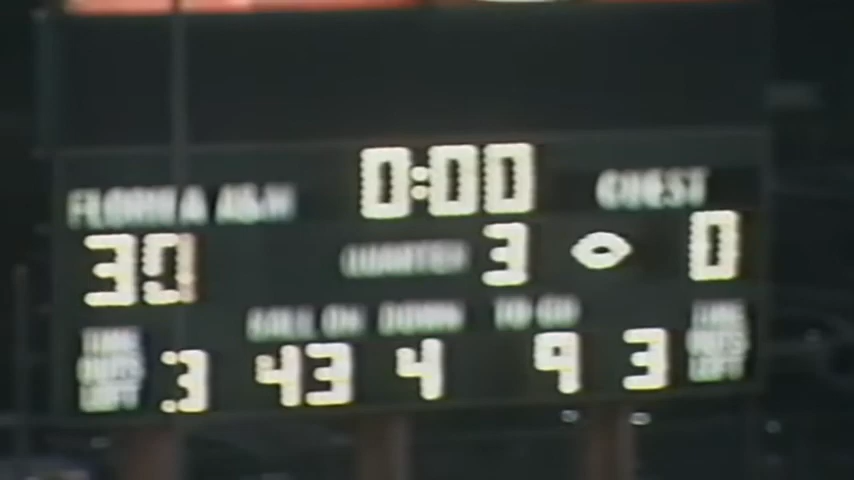 0:00
FLORIDA A&M GUEST
QUARTER 3 0
BALL ON DOWN TO GO
TIME OUTS LEFT 3 43 4 9 3 TIME OUTS LEFT